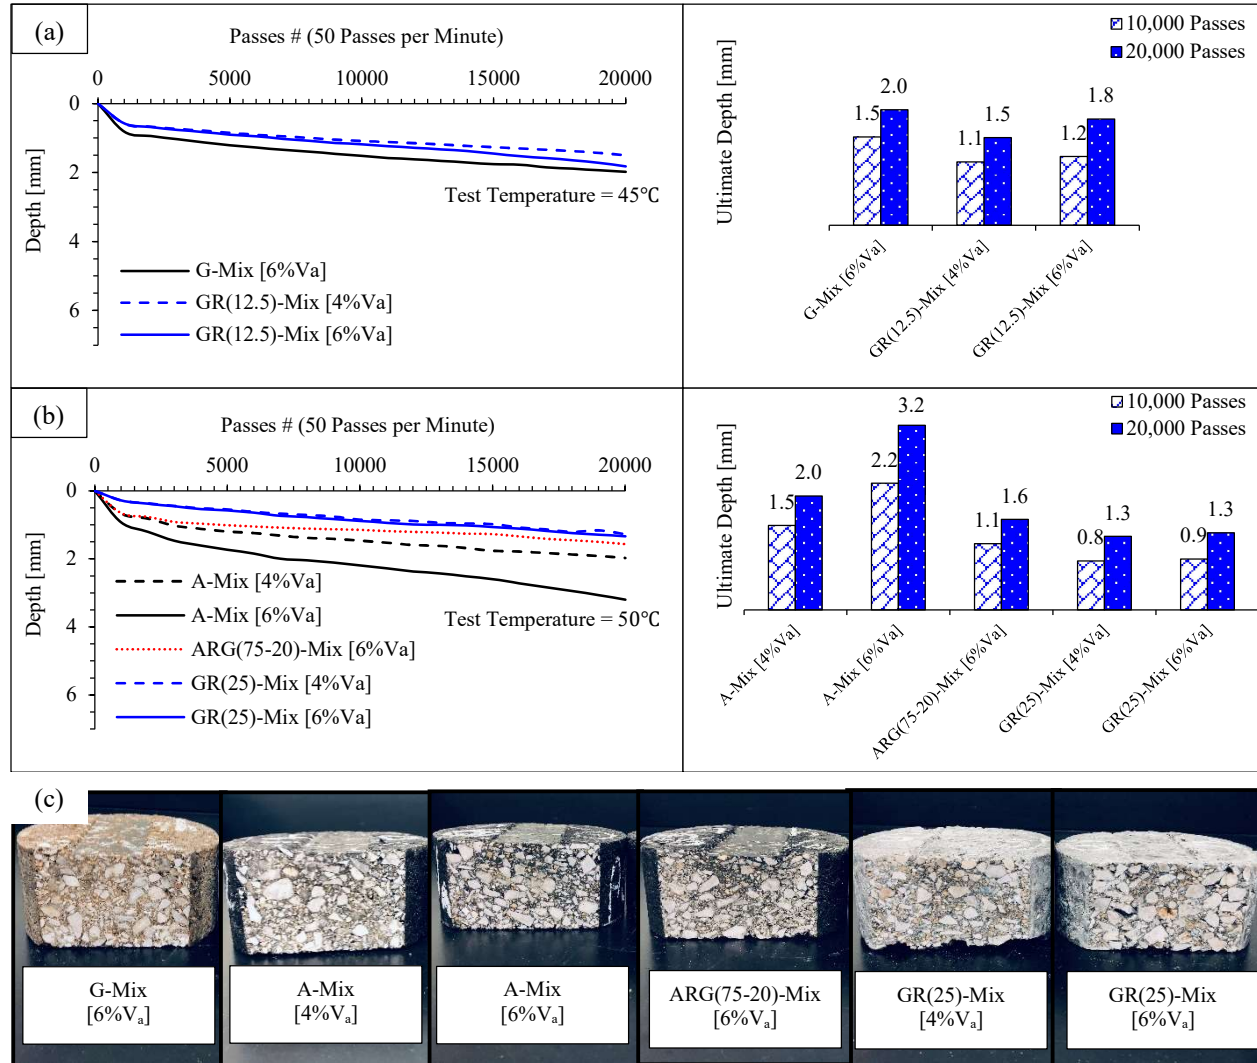 (a)
Passes # (50 Passes per Minute)
0 5000 10000 15000 20000
0
2
4
6
Depth [mm]
Test Temperature = 45℃
G-Mix [6%Va]
GR(12.5)-Mix [4%Va]
GR(12.5)-Mix [6%Va]
10,000 Passes
20,000 Passes
Ultimate Depth [mm]
1.5 2.0 1.1 1.5 1.2 1.8
G-Mix [6%Va]
GR(12.5)-Mix [4%Va]
GR(12.5)-Mix [6%Va]
(b)
Passes # (50 Passes per Minute)
0 5000 10000 15000 20000
0
2
4
6
Depth [mm]
A-Mix [4%Va]
A-Mix [6%Va]
Test Temperature = 50℃
ARG(75-20)-Mix [6%Va]
GR(25)-Mix [4%Va]
GR(25)-Mix [6%Va]
10,000 Passes
20,000 Passes
Ultimate Depth [mm]
1.5 2.0 2.2 3.2 1.1 1.6 0.8 1.3 0.9 1.3
A-Mix [4%Va]
A-Mix [6%Va]
ARG(75-20)-Mix [6%Va]
GR(25)-Mix [4%Va]
GR(25)-Mix [6%Va]
(c)
G-Mix
[6%Vₐ]
A-Mix
[4%Vₐ]
A-Mix
[6%Vₐ]
ARG(75-20)-Mix
[6%Vₐ]
GR(25)-Mix
[4%Vₐ]
GR(25)-Mix
[6%Vₐ]